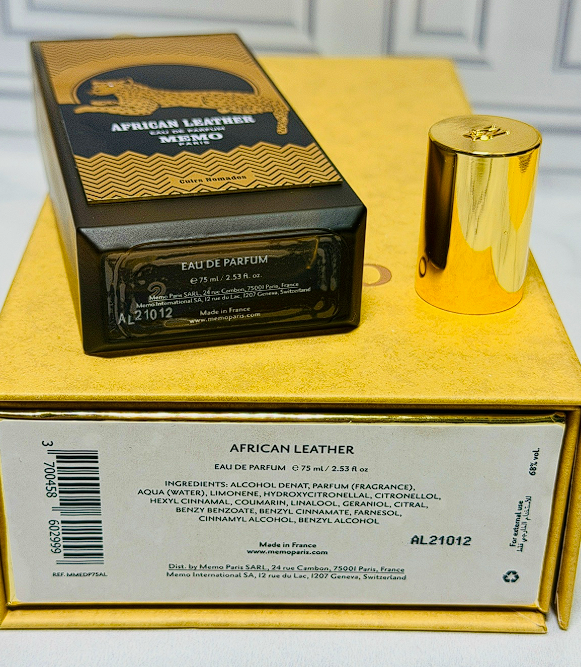 AFRICAN LEATHER
EAU DE PARFUM
MEMO
PARIS
Cuirs Nomades
EAU DE PARFUM
℮ 75 ml / 2.53 fl. oz.
Memo Paris SARL, 24 rue Cambon, 75001 Paris, France
Memo International SA, 12 rue du Lac, 1207 Geneva, Switzerland
Made in France
www.memoparis.com
AL21012
O
AFRICAN LEATHER
EAU DE PARFUM ℮ 75 ml / 2.53 fl oz
INGREDIENTS: ALCOHOL DENAT, PARFUM (FRAGRANCE),
AQUA (WATER), LIMONENE, HYDROXYCITRONELLAL, CITRONELLOL,
HEXYL CINNAMAL, COUMARIN, LINALOOL, GERANIOL, CITRAL,
BENZY BENZOATE, BENZYL CINNAMATE, FARNESOL,
CINNAMYL ALCOHOL, BENZYL ALCOHOL
AL21012
Made in France
www.memoparis.com
Dist. by Memo Paris SARL, 24 rue Cambon, 75001 Paris, France
Memo International SA, 12 rue du Lac, 1207 Geneva, Switzerland
3 700458 602999
REF. MMEDP75AL
68% vol.
For external use
للاستخدام الخارجي فقط